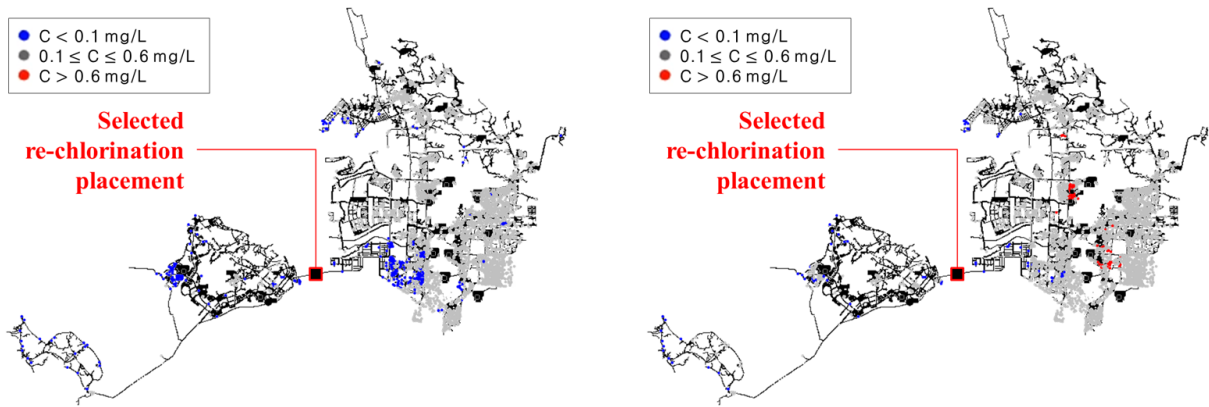 C < 0.1 mg/L
0.1 ≤ C ≤ 0.6 mg/L
C > 0.6 mg/L
Selected
re-chlorination
placement
C < 0.1 mg/L
0.1 ≤ C ≤ 0.6 mg/L
C > 0.6 mg/L
Selected
re-chlorination
placement